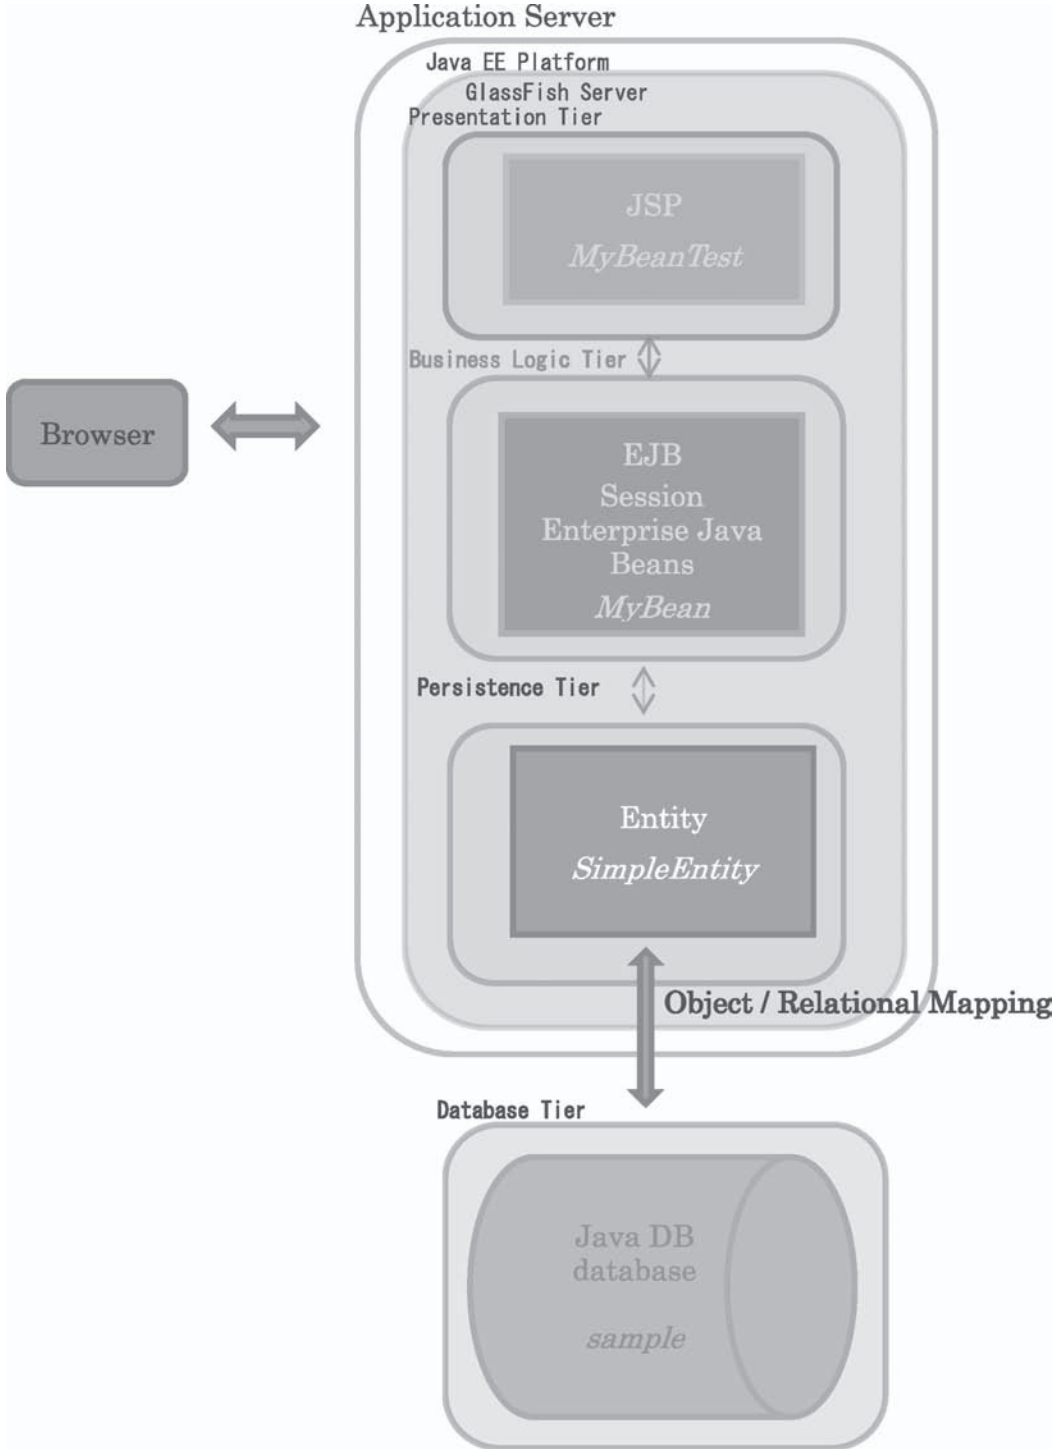 Application Server
Java EE Platform
GlassFish Server
Presentation Tier
JSP
MyBeanTest
Business Logic Tier
Browser
EJB
Session
Enterprise Java
Beans
MyBean
Persistence Tier
Entity
SimpleEntity
Object / Relational Mapping
Database Tier
Java DB
database
sample